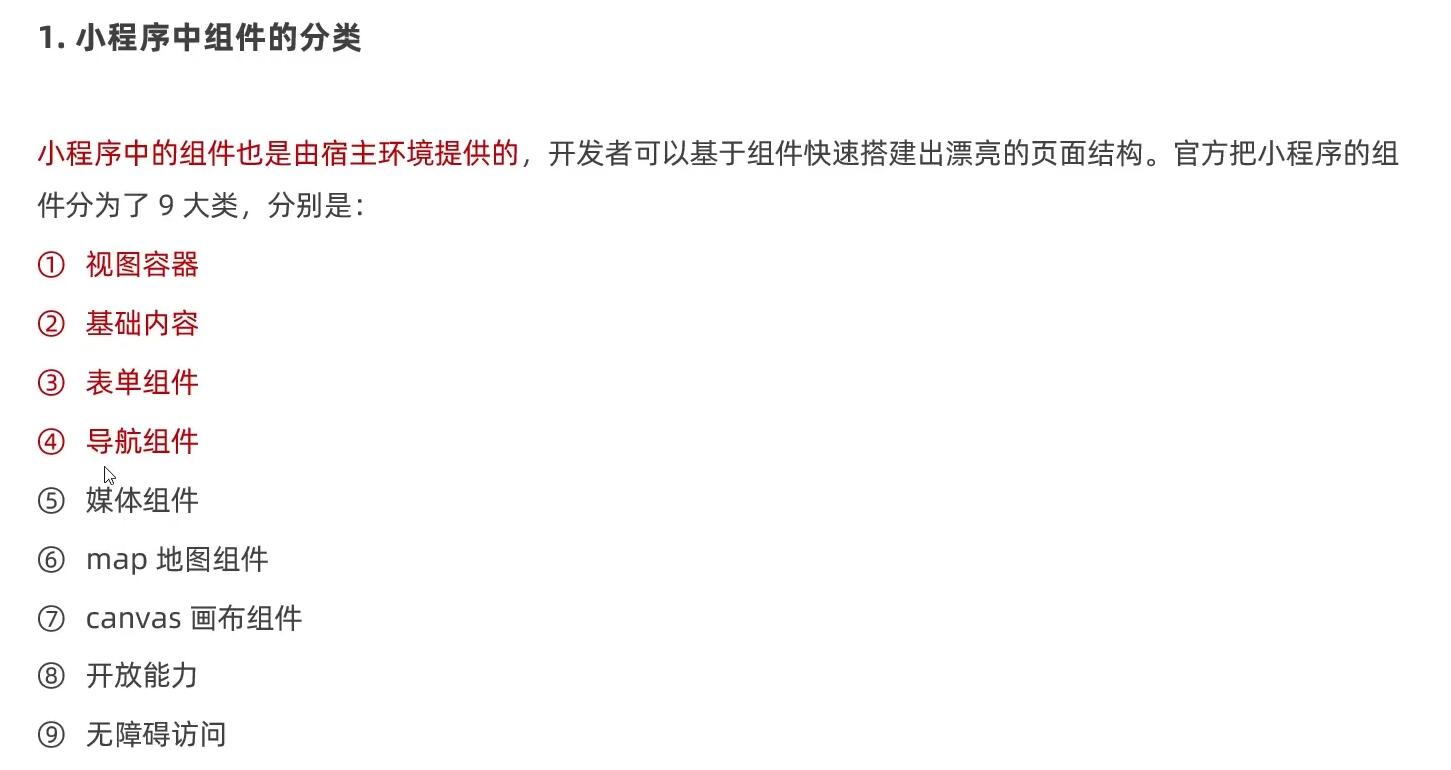 1. 小程序中组件的分类
小程序中的组件也是由宿主环境提供的，开发者可以基于组件快速搭建出漂亮的页面结构。官方把小程序的组
件分为了 9 大类，分别是：
① 视图容器
② 基础内容
③ 表单组件
④ 导航组件
⑤ 媒体组件
⑥ map 地图组件
⑦ canvas 画布组件
⑧ 开放能力
⑨ 无障碍访问